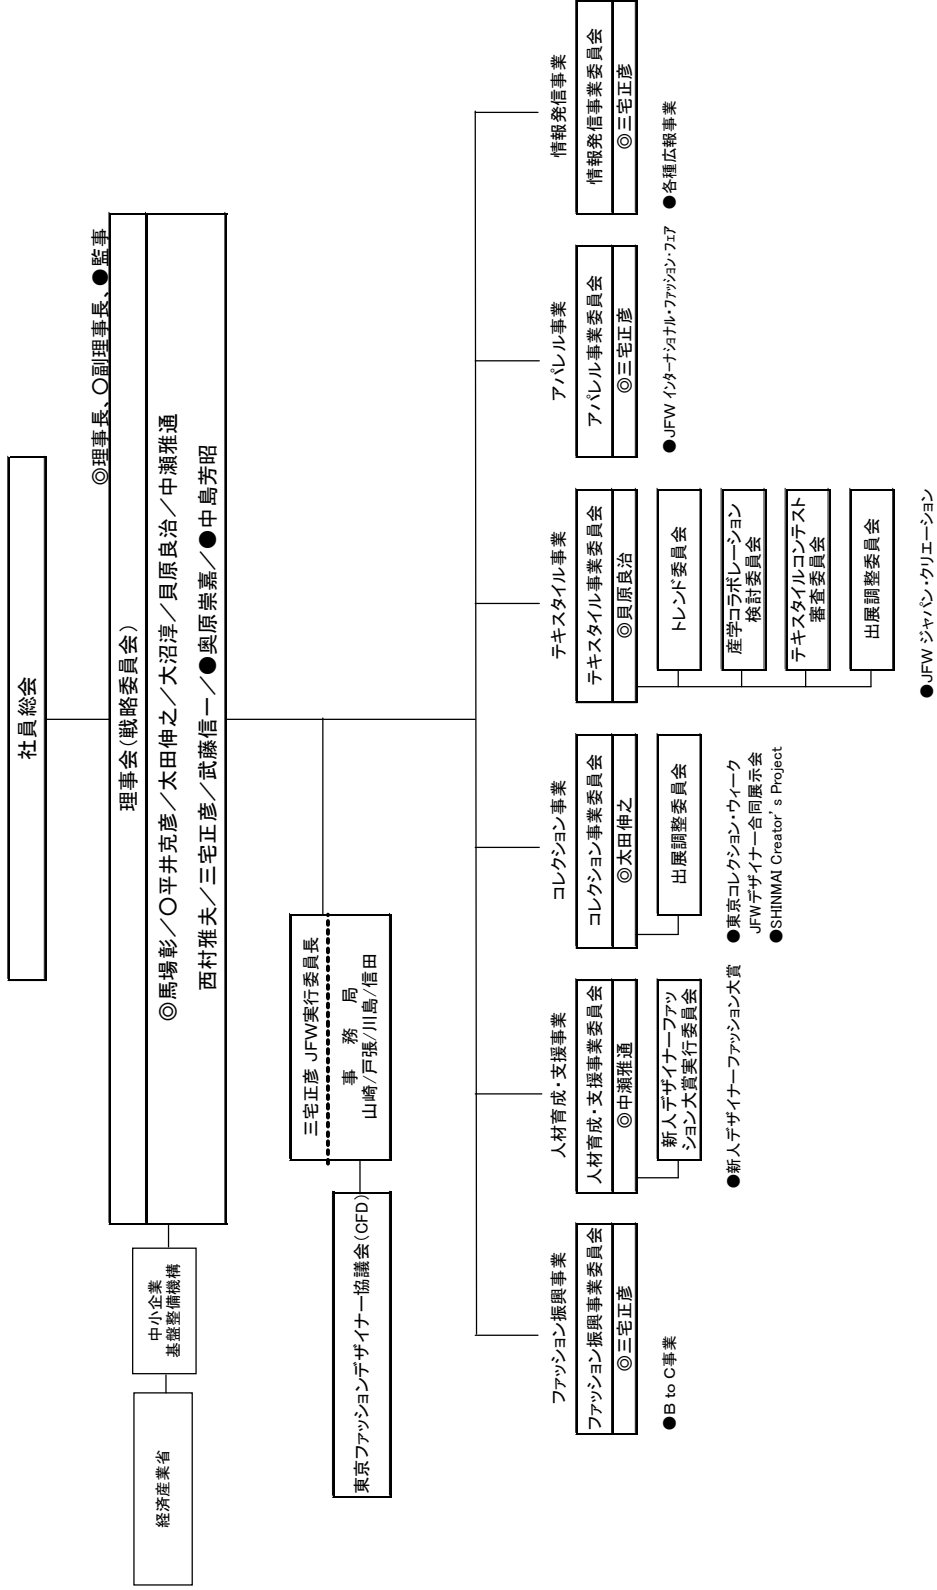 社員総会
◎理事長、○副理事長、●監事
理事会(戦略委員会)
◎馬場彰／○平井克彦／太田伸之／大沼淳／貝原良治／中瀬雅通
西村雅夫／三宅正彦／武藤信一／●奥原崇嘉／●中島芳昭
中小企業
基盤整備機構
経済産業省
三宅正彦 JFW実行委員長
事 務 局
山崎/戸張/川島/信田
東京ファッションデザイナー協議会(CFD)
ファッション振興事業
ファッション振興事業委員会
◎三宅正彦
●B to C事業
人材育成・支援事業
人材育成・支援事業委員会
◎中瀬雅通
新人デザイナーファッ
ション大賞実行委員会
●新人デザイナーファッション大賞
コレクション事業
コレクション事業委員会
◎太田伸之
出展調整委員会
●東京コレクション・ウィーク
JFWデザイナー合同展示会
●SHINMAI Creator’s Project
テキスタイル事業
テキスタイル事業委員会
◎貝原良治
トレンド委員会
産学コラボレーション
検討委員会
テキスタイルコンテスト
審査委員会
出展調整委員会
●JFW ジャパン・クリエーション
アパレル事業
アパレル事業委員会
◎三宅正彦
●JFW インターナショナル・ファッション・フェア
情報発信事業
情報発信事業委員会
◎三宅正彦
●各種広報事業